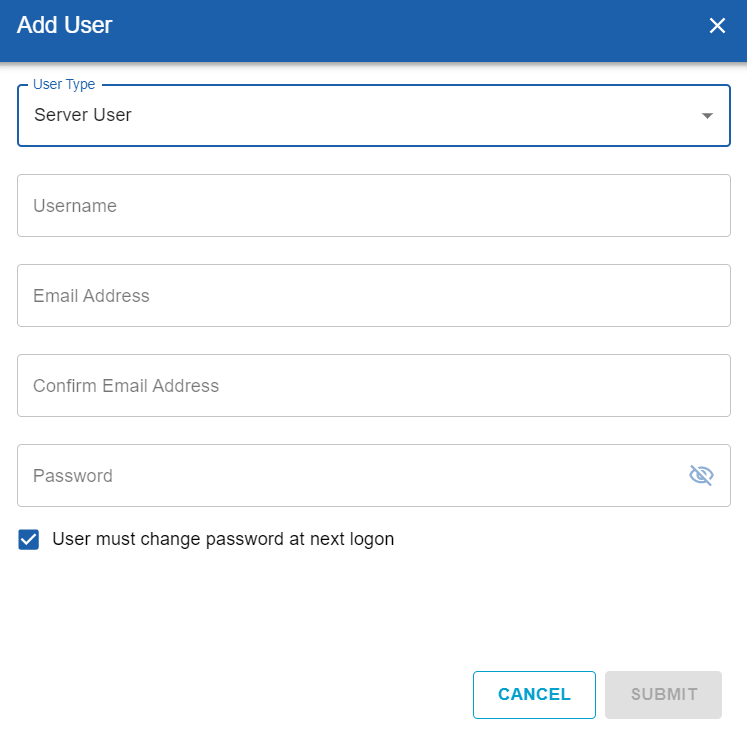 Add User
User Type
Server User
Username
Email Address
Confirm Email Address
Password
User must change password at next logon
CANCEL
SUBMIT